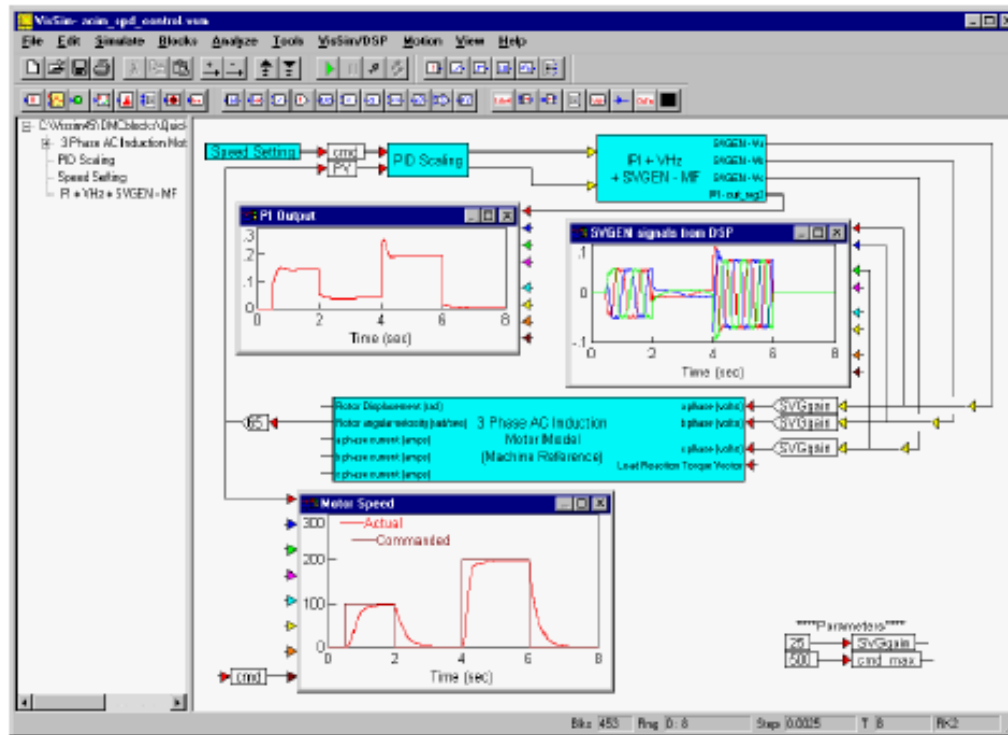 VisSim- acim_spd_control.vsm
File Edit Simulate Blocks Analyze Tools VisSim/DSP Motion View Help
3 Phase AC Induction Mot
PID Scaling
Speed Setting
PI + VHz + SVGEN - MF
Speed Setting
cmd
PV
PID Scaling
+ SVGEN - MF
SVGEN - Va
SVGEN - Vb
SVGEN - Vc
PI Output
.3
.2
.1
0
0 2 4 6 8
Time (sec)
SVGEN signals from DSP
.1
0
-.1
0 2 4 6 8
Time (sec)
Rotor Displacement (rad)
Rotor angular velocity (rad/sec)
a phase current (amps)
b phase current (amps)
c phase current (amps)
3 Phase AC Induction
Motor Model
(Machine Reference)
a phase (volts)
b phase (volts)
c phase (volts)
Load Reaction Torque Vector
SVGgain
SVGgain
SVGgain
Motor Speed
Actual
Commanded
300
200
100
0
0 2 4 6 8
Time (sec)
cmd
****Parameters****
25 SVGgain
500 cmd_max
Blks 453 Rng 0: 8 Step 0.0025 T 8 RK2